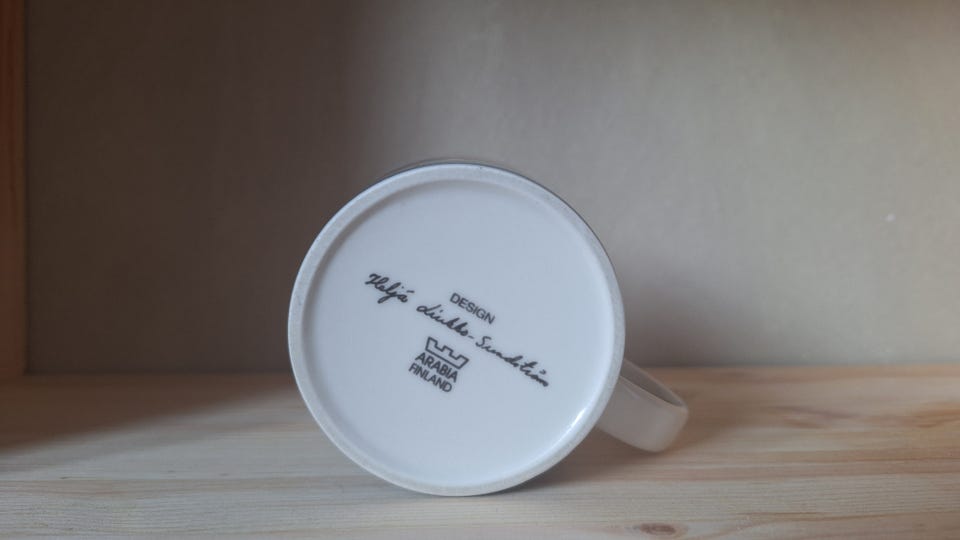 DESIGN
Heljä Liukko-Sundström
ARABIA
FINLAND